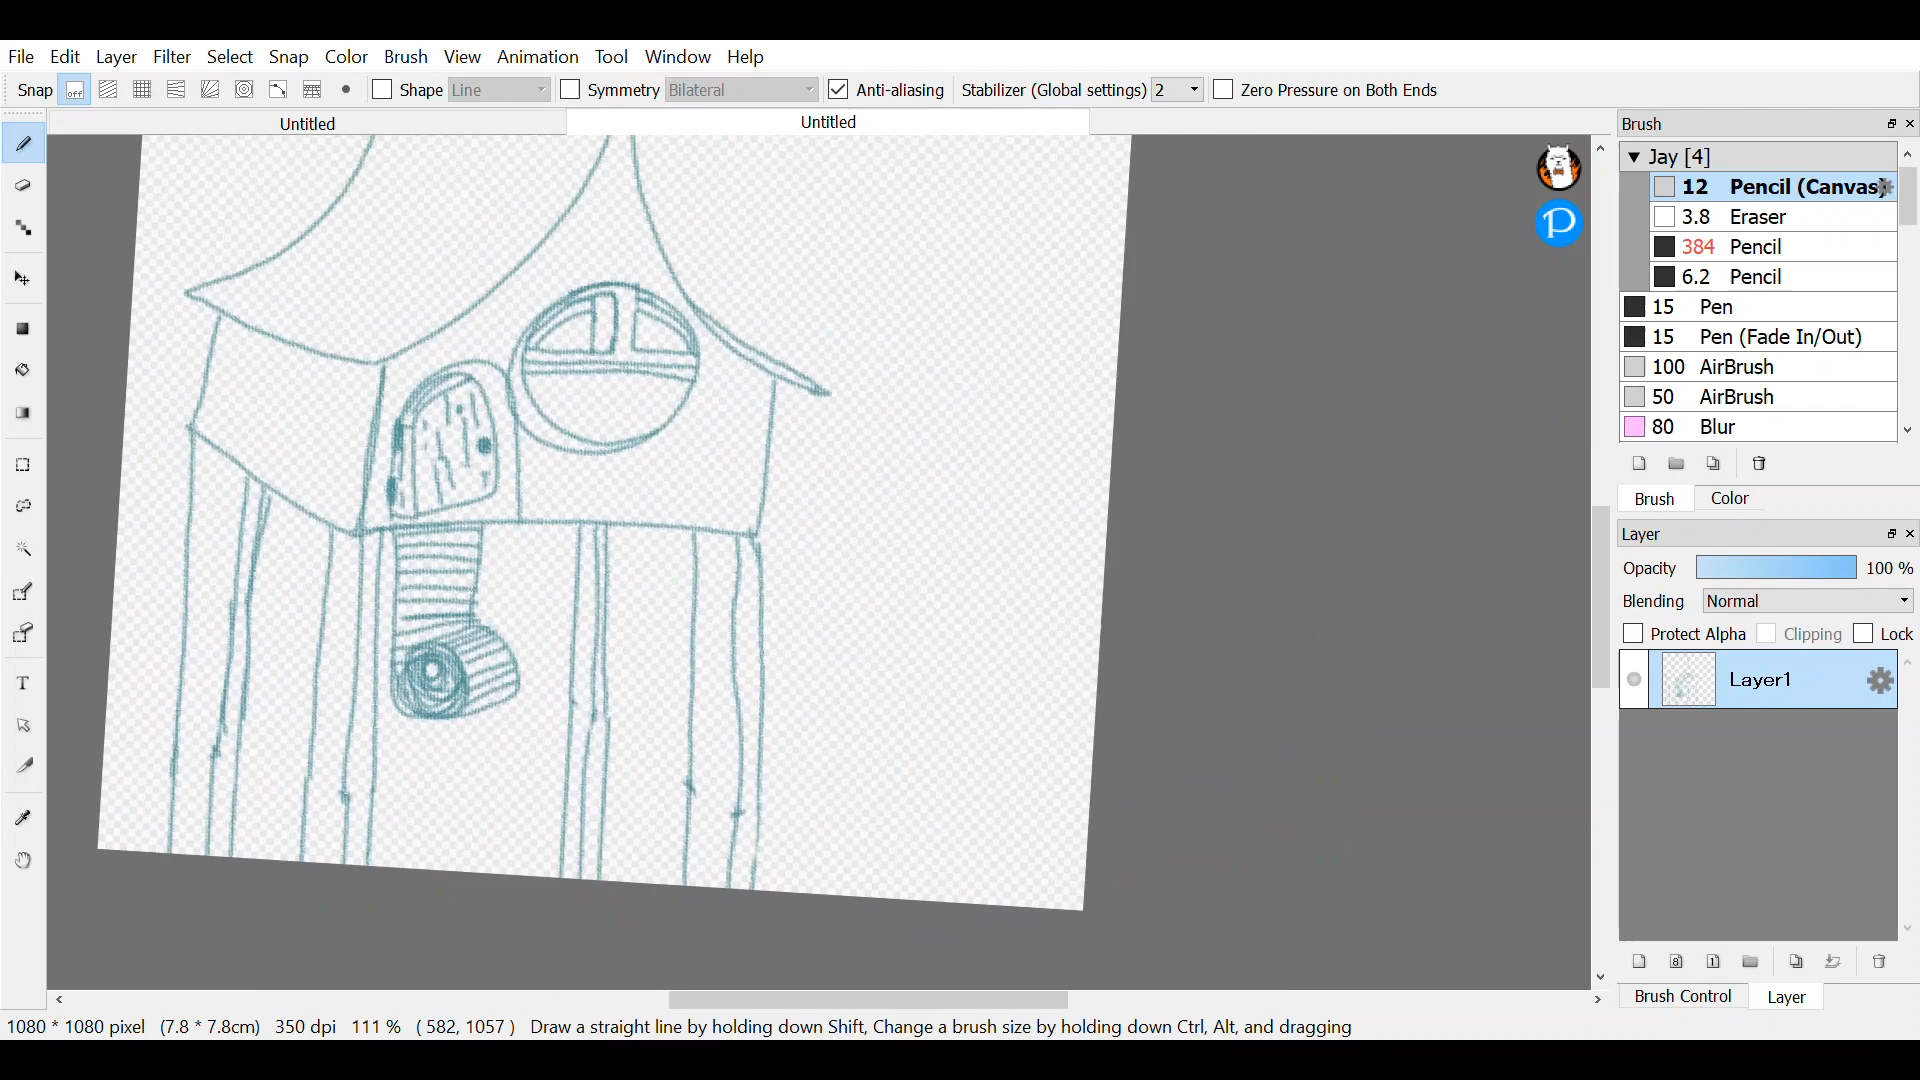 File Edit Layer Filter Select Snap Color Brush View Animation Tool Window Help
Snap off Shape Line Symmetry Bilateral Anti-aliasing Stabilizer (Global settings) 2 Zero Pressure on Both Ends
Untitled Untitled
Brush
Jay [4]
12 Pencil (Canvas)
3.8 Eraser
384 Pencil
6.2 Pencil
15 Pen
15 Pen (Fade In/Out)
100 AirBrush
50 AirBrush
80 Blur
Brush Color
Layer
Opacity 100 %
Blending Normal
Protect Alpha Clipping Lock
Layer1
8 1
Brush Control Layer
T
P
1080 * 1080 pixel (7.8 * 7.8cm) 350 dpi 111 % ( 582, 1057 ) Draw a straight line by holding down Shift, Change a brush size by holding down Ctrl, Alt, and dragging